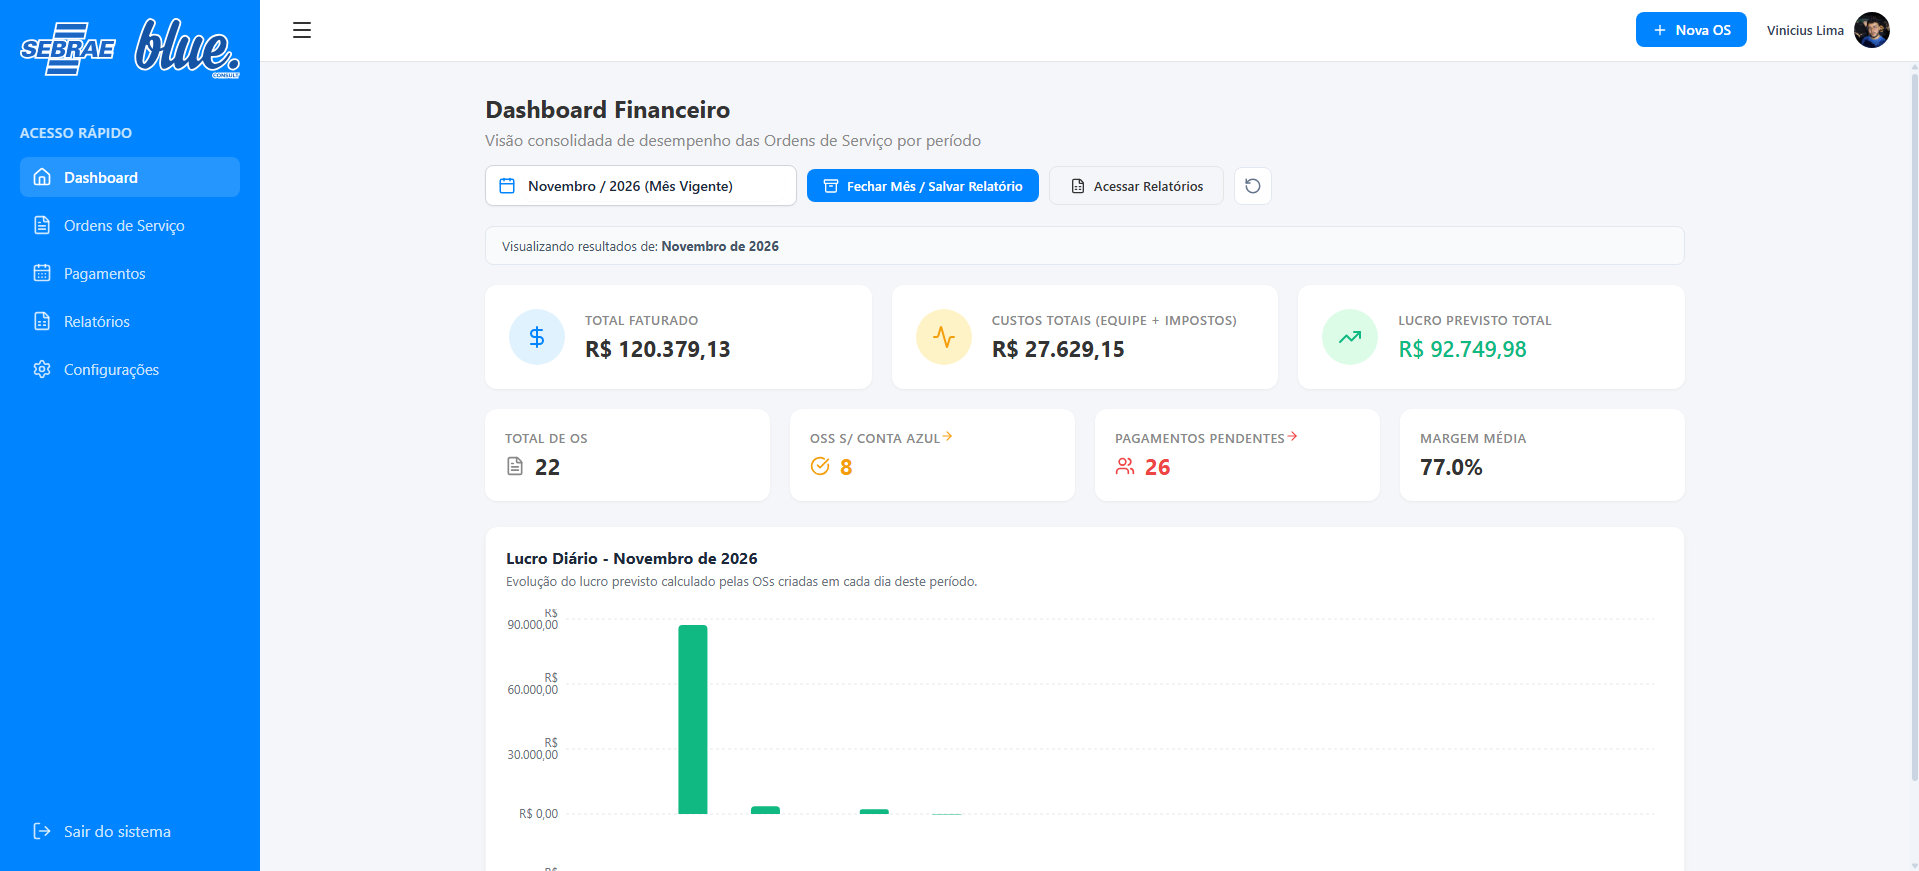 SEBRAE
blue.
CONSULT
Nova OS
Vinicius Lima
ACESSO RÁPIDO
Dashboard
Ordens de Serviço
Pagamentos
Relatórios
Configurações
Sair do sistema
Dashboard Financeiro
Visão consolidada de desempenho das Ordens de Serviço por período
Novembro / 2026 (Mês Vigente)
Fechar Mês / Salvar Relatório
Acessar Relatórios
Visualizando resultados de: Novembro de 2026
TOTAL FATURADO
R$ 120.379,13
CUSTOS TOTAIS (EQUIPE + IMPOSTOS)
R$ 27.629,15
LUCRO PREVISTO TOTAL
R$ 92.749,98
TOTAL DE OS
22
OSS S/ CONTA AZUL
8
PAGAMENTOS PENDENTES
26
MARGEM MÉDIA
77.0%
Lucro Diário - Novembro de 2026
Evolução do lucro previsto calculado pelas OSs criadas em cada dia deste período.
R$
90.000,00
R$
60.000,00
R$
30.000,00
R$ 0,00
R$